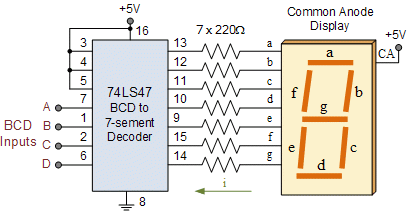 +5V
Common Anode
Display
16
7 x 220Ω
+5V
CA
3
4
5
7
1
2
6
13
12
11
10
9
15
14
a
b
c
d
e
f
g
74LS47
BCD to
7-sement
Decoder
BCD
Inputs
A
B
C
D
a
b
c
d
e
f
g
i
8